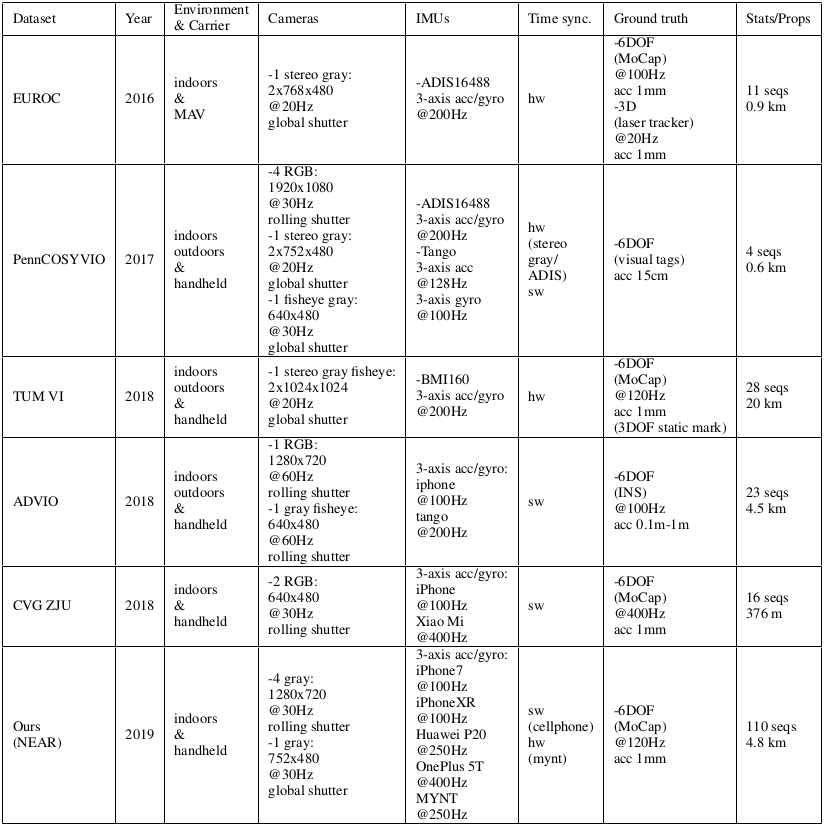 Dataset
Year
Environment
& Carrier
Cameras
IMUs
Time sync.
Ground truth
Stats/Props
EUROC
2016
indoors
&
MAV
-1 stereo gray:
2x768x480
@20Hz
global shutter
-ADIS16488
3-axis acc/gyro
@200Hz
hw
-6DOF
(MoCap)
@100Hz
acc 1mm
-3D
(laser tracker)
@20Hz
acc 1mm
11 seqs
0.9 km
PennCOSYVIO
2017
indoors
outdoors
&
handheld
-4 RGB:
1920x1080
@30Hz
rolling shutter
-1 stereo gray:
2x752x480
@20Hz
global shutter
-1 fisheye gray:
640x480
@30Hz
global shutter
-ADIS16488
3-axis acc/gyro
@200Hz
-Tango
3-axis acc
@128Hz
3-axis gyro
@100Hz
hw
(stereo
gray/
ADIS)
sw
-6DOF
(visual tags)
acc 15cm
4 seqs
0.6 km
TUM VI
2018
indoors
outdoors
&
handheld
-1 stereo gray fisheye:
2x1024x1024
@20Hz
global shutter
-BMI160
3-axis acc/gyro
@200Hz
hw
-6DOF
(MoCap)
@120Hz
acc 1mm
(3DOF static mark)
28 seqs
20 km
ADVIO
2018
indoors
outdoors
&
handheld
-1 RGB:
1280x720
@60Hz
rolling shutter
-1 gray fisheye:
640x480
@60Hz
rolling shutter
3-axis acc/gyro:
iphone
@100Hz
tango
@200Hz
sw
-6DOF
(INS)
@100Hz
acc 0.1m-1m
23 seqs
4.5 km
CVG ZJU
2018
indoors
&
handheld
-2 RGB:
640x480
@30Hz
rolling shutter
3-axis acc/gyro:
iPhone
@100Hz
Xiao Mi
@400Hz
sw
-6DOF
(MoCap)
@400Hz
acc 1mm
16 seqs
376 m
Ours
(NEAR)
2019
indoors
&
handheld
-4 gray:
1280x720
@30Hz
rolling shutter
-1 gray:
752x480
@30Hz
global shutter
3-axis acc/gyro:
iPhone7
@100Hz
iPhoneXR
@100Hz
Huawei P20
@250Hz
OnePlus 5T
@400Hz
MYNT
@250Hz
sw
(cellphone)
hw
(mynt)
-6DOF
(MoCap)
@120Hz
acc 1mm
110 seqs
4.8 km